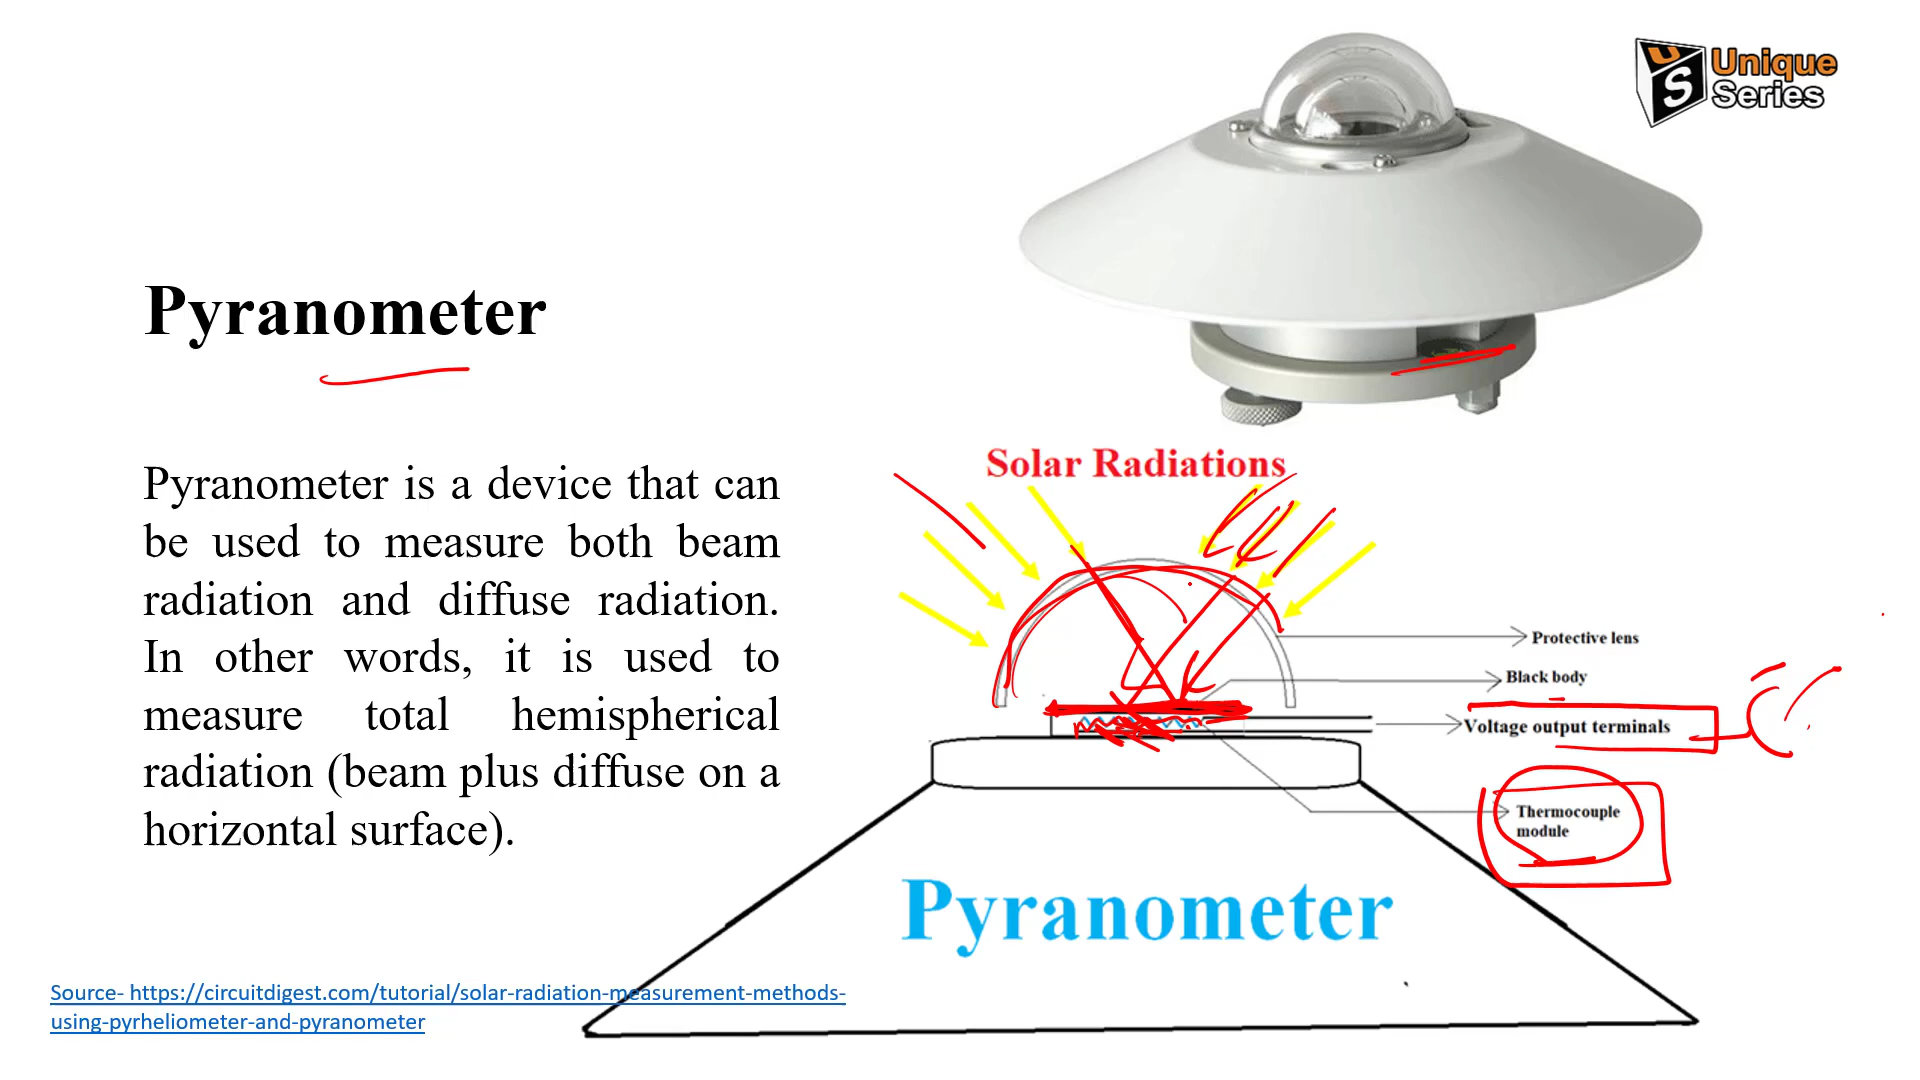 US
Unique
Series
Pyranometer
Pyranometer is a device that can
be used to measure both beam
radiation and diffuse radiation.
In other words, it is used to
measure total hemispherical
radiation (beam plus diffuse on a
horizontal surface).
Solar Radiations
Protective lens
Black body
Voltage output terminals
Thermocouple
module
Pyranometer
Source- https://circuitdigest.com/tutorial/solar-radiation-measurement-methods-
using-pyrheliometer-and-pyranometer